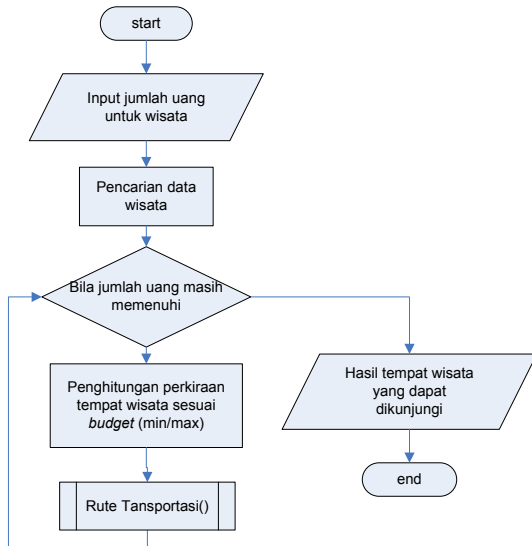 start
Input jumlah uang
untuk wisata
Pencarian data
wisata
Bila jumlah uang masih
memenuhi
Penghitungan perkiraan
tempat wisata sesuai
budget (min/max)
Rute Tansportasi()
Hasil tempat wisata
yang dapat
dikunjungi
end